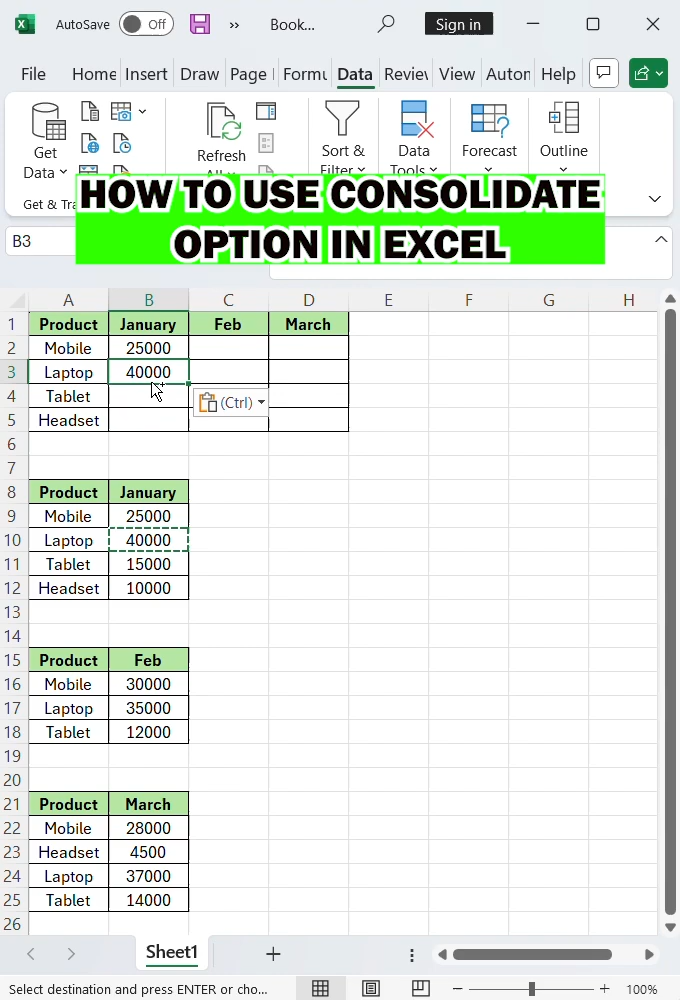 AutoSave Off Book... Sign in
File Home Insert Draw Page Formu Data Review View Autom Help
Get Data
Refresh All
Sort & Filter
Data Tools
Forecast
Outline
Get & Tra
HOW TO USE CONSOLIDATE
OPTION IN EXCEL
B3
A B C D E F G H
1 Product January Feb March
2 Mobile 25000
3 Laptop 40000
4 Tablet
(Ctrl)
5 Headset
6
7
8 Product January
9 Mobile 25000
10 Laptop 40000
11 Tablet 15000
12 Headset 10000
13
14
15 Product Feb
16 Mobile 30000
17 Laptop 35000
18 Tablet 12000
19
20
21 Product March
22 Mobile 28000
23 Headset 4500
24 Laptop 37000
25 Tablet 14000
26
Sheet1
Select destination and press ENTER or cho... 100%